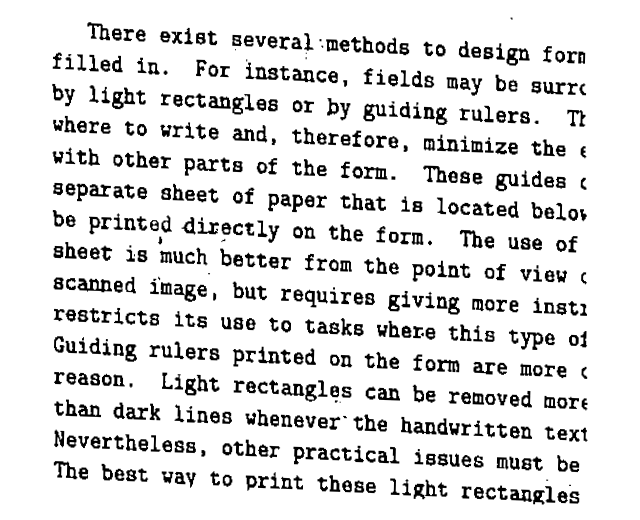 There exist several methods to design
filled in. For instance, fields may be
by light rectangles or by guiding rulers.
where to write and, therefore, minimize the
with other parts of the form. These guides
separate sheet of paper that is located
be printed directly on the form. The use of
sheet is much better from the point of view
scanned image, but requires giving more
restricts its use to tasks where this type
Guiding rulers printed on the form are more
reason. Light rectangles can be removed more
than dark lines whenever the handwritten text
Nevertheless, other practical issues must be
The best way to print these light rectangles